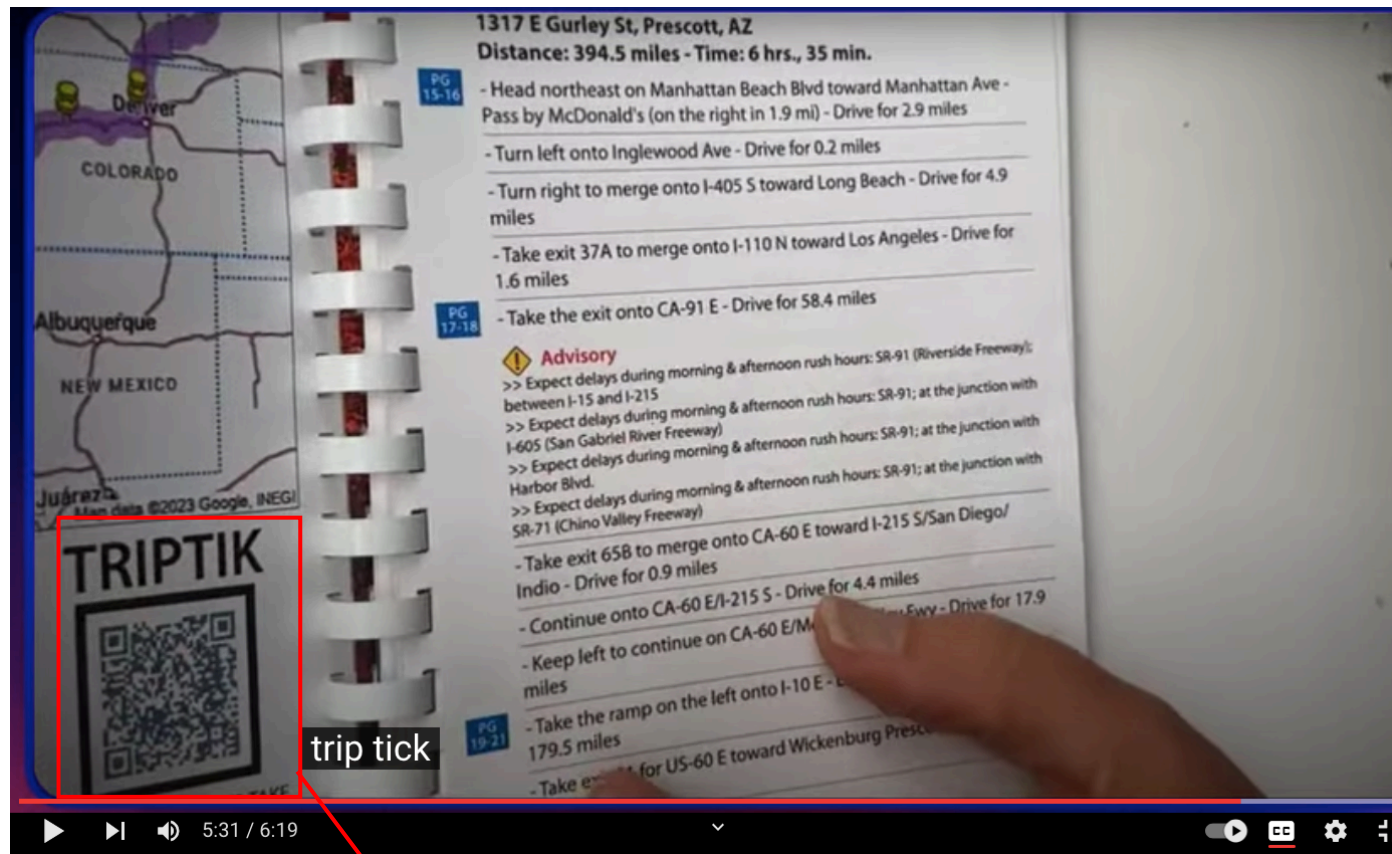 1317 E Gurley St, Prescott, AZ
Distance: 394.5 miles - Time: 6 hrs., 35 min.
PG
15-16
- Head northeast on Manhattan Beach Blvd toward Manhattan Ave -
Pass by McDonald's (on the right in 1.9 mi) - Drive for 2.9 miles
- Turn left onto Inglewood Ave - Drive for 0.2 miles
- Turn right to merge onto I-405 S toward Long Beach - Drive for 4.9
miles
- Take exit 37A to merge onto I-110 N toward Los Angeles - Drive for
1.6 miles
PG
17-18
- Take the exit onto CA-91 E - Drive for 58.4 miles
Advisory
>> Expect delays during morning & afternoon rush hours: SR-91 (Riverside Freeway);
between I-15 and I-215
>> Expect delays during morning & afternoon rush hours: SR-91; at the junction with
I-605 (San Gabriel River Freeway)
>> Expect delays during morning & afternoon rush hours: SR-91; at the junction with
Harbor Blvd.
>> Expect delays during morning & afternoon rush hours: SR-91; at the junction with
SR-71 (Chino Valley Freeway)
- Take exit 65B to merge onto CA-60 E toward I-215 S/San Diego/
Indio - Drive for 0.9 miles
- Continue onto CA-60 E/I-215 S - Drive for 4.4 miles
- Keep left to continue on CA-60 E/ Fwy - Drive for 17.9
miles
PG
19-21
- Take the ramp on the left onto I-10 E -
179.5 miles
- Take for US-60 E toward Wickenburg
Denver
COLORADO
Albuquerque
NEW MEXICO
Juárez
Map data ©2023 Google, INEGI
TRIPTIK
trip tick
5:31 / 6:19
CC